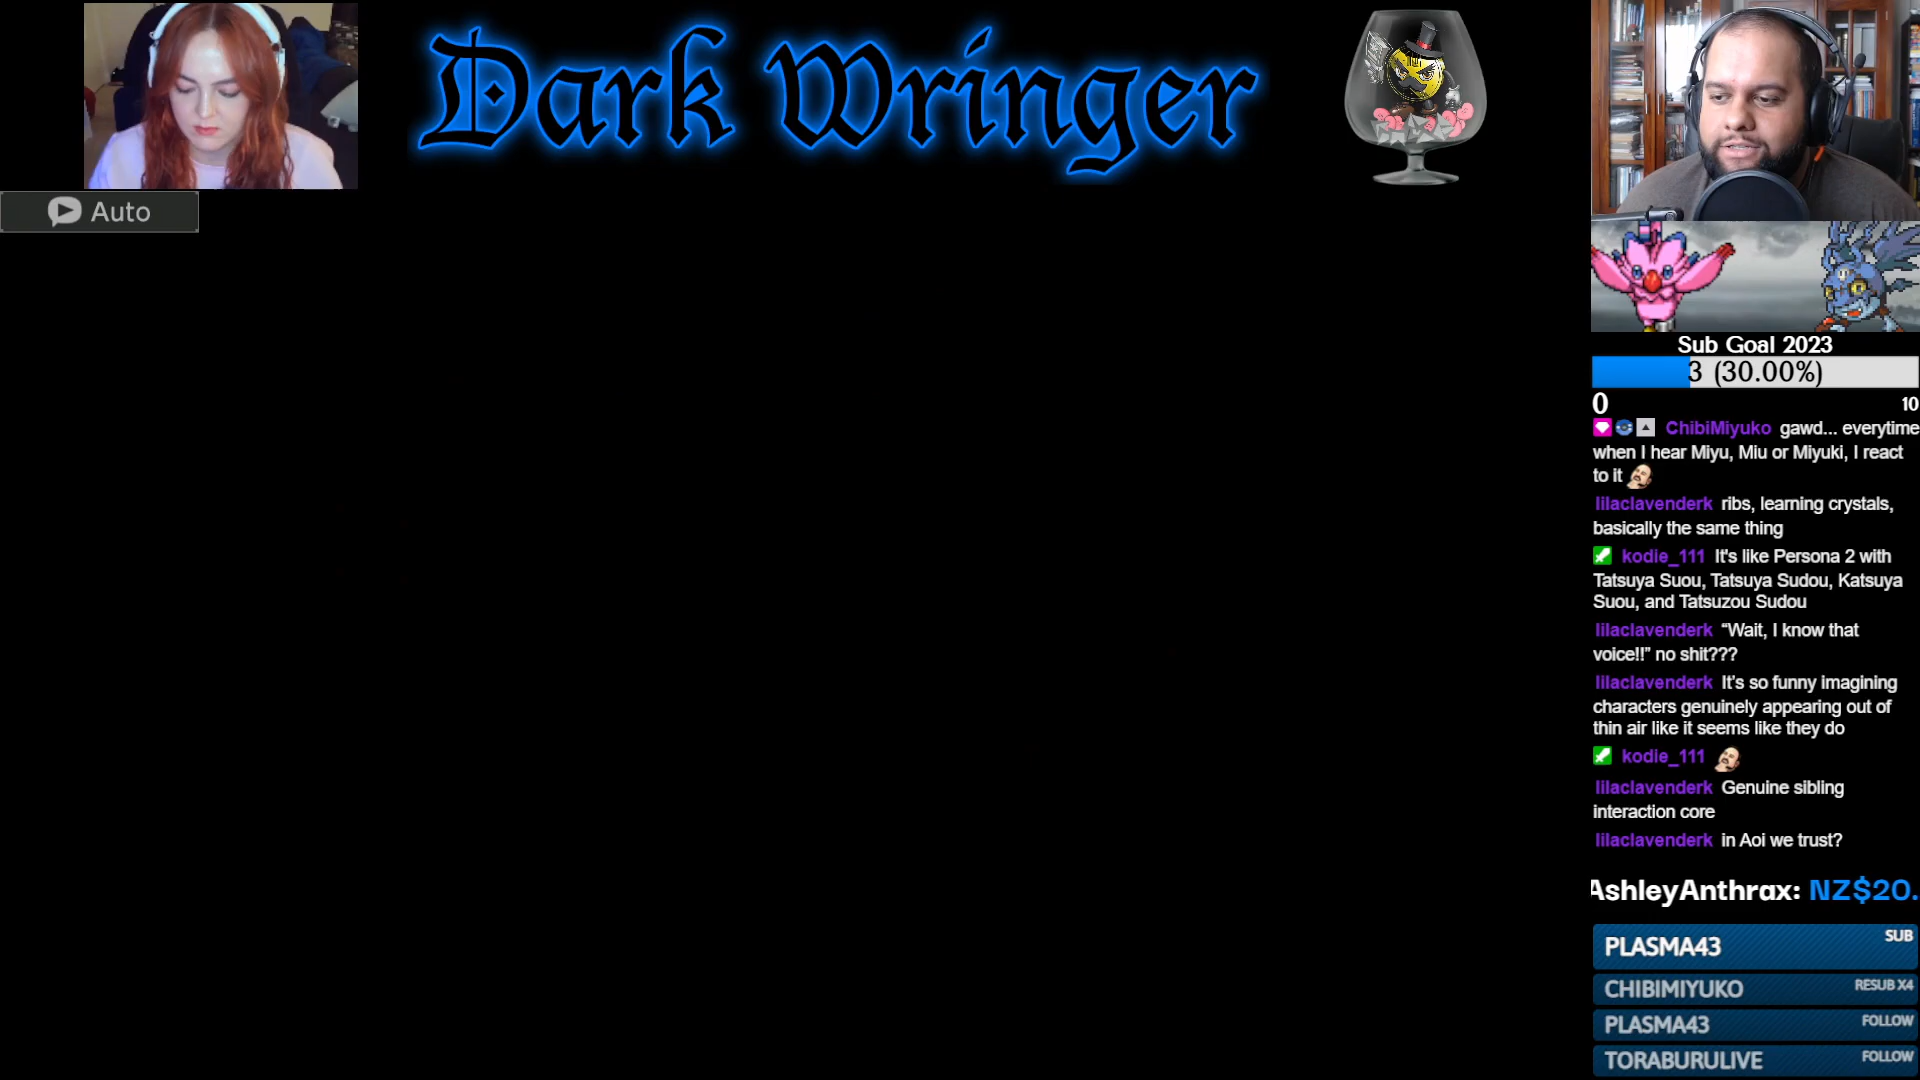 Dark Wringer
Auto
Sub Goal 2023
3 (30.00%)
0
10
ChibiMiyuko gawd... everytime
when I hear Miyu, Miu or Miyuki, I react
to it
lilaclavenderk ribs, learning crystals,
basically the same thing
kodie_111 It's like Persona 2 with
Tatsuya Suou, Tatsuya Sudou, Katsuya
Suou, and Tatsuzou Sudou
lilaclavenderk “Wait, I know that
voice!!” no shit???
lilaclavenderk It’s so funny imagining
characters genuinely appearing out of
thin air like it seems like they do
kodie_111
lilaclavenderk Genuine sibling
interaction core
lilaclavenderk in Aoi we trust?
AshleyAnthrax: NZ$20.
PLASMA43 SUB
CHIBIMIYUKO RESUB X4
PLASMA43 FOLLOW
TORABURULIVE FOLLOW